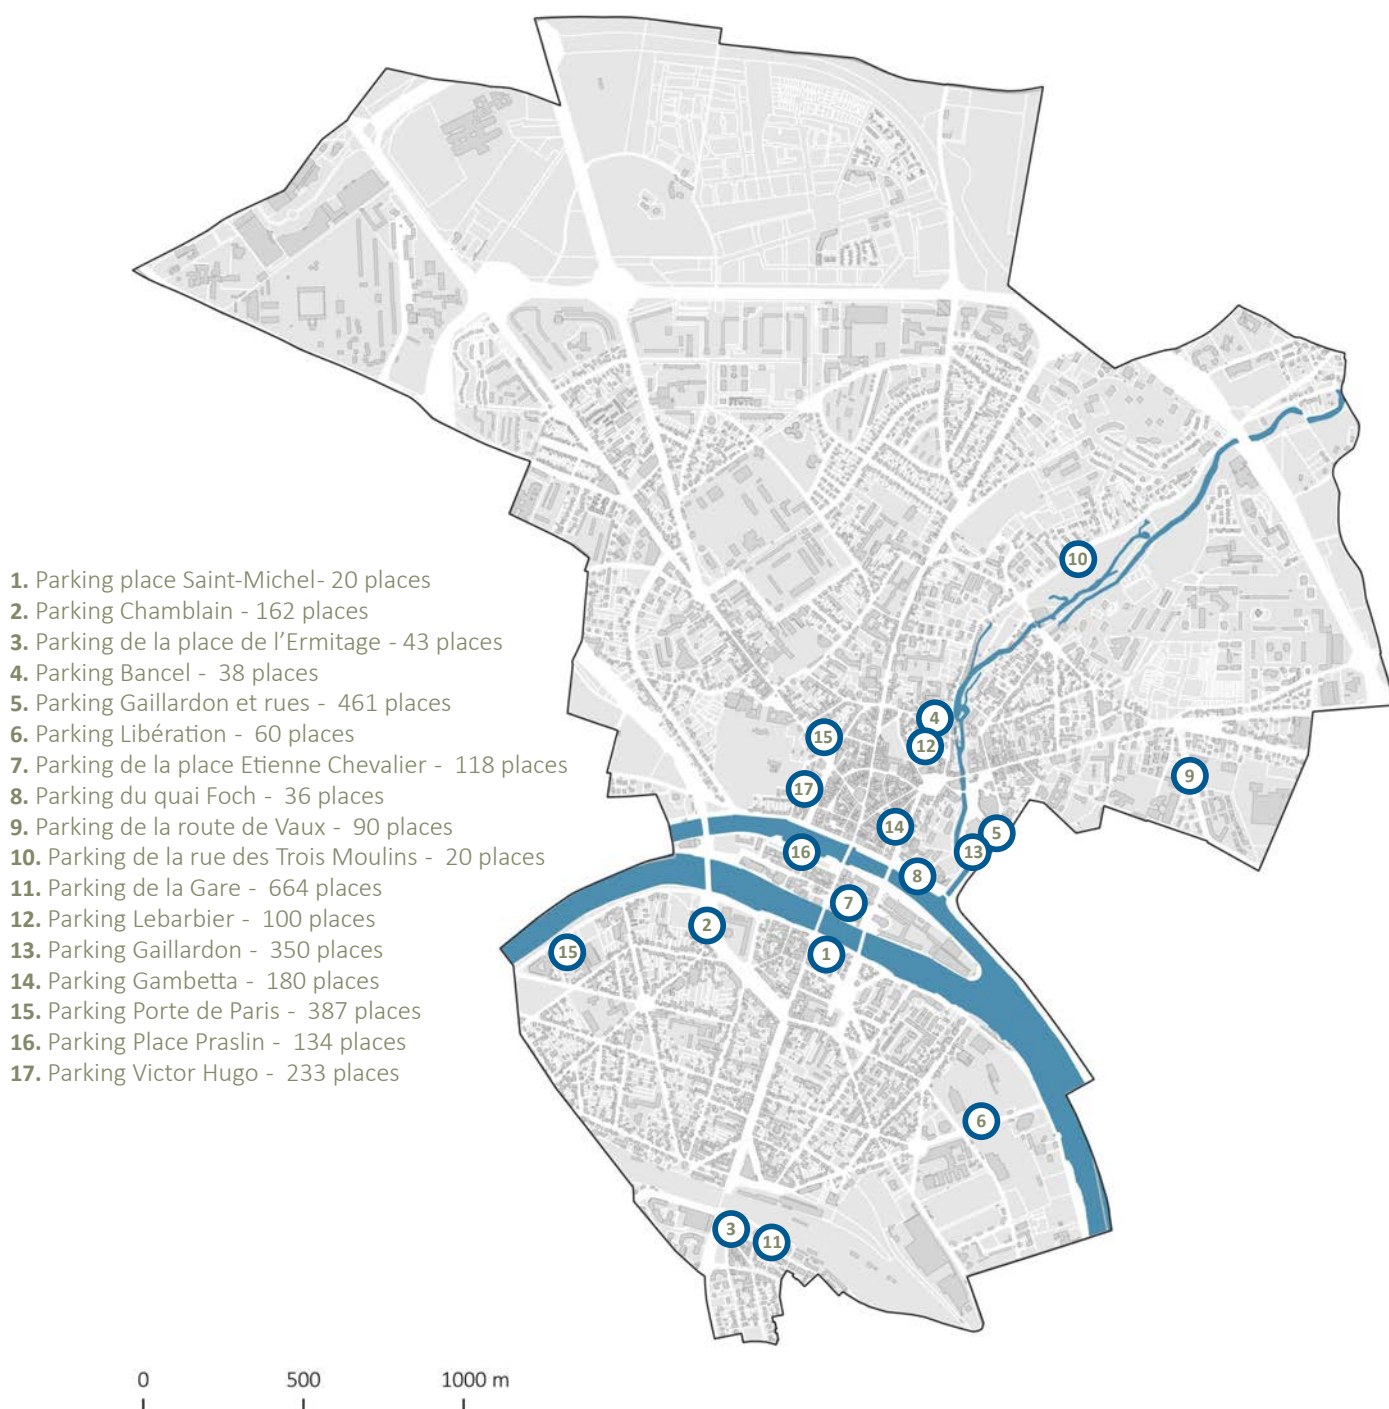 1. Parking place Saint-Michel- 20 places
2. Parking Chamblain - 162 places
3. Parking de la place de l’Ermitage - 43 places
4. Parking Bancel - 38 places
5. Parking Gaillardon et rues - 461 places
6. Parking Libération - 60 places
7. Parking de la place Etienne Chevalier - 118 places
8. Parking du quai Foch - 36 places
9. Parking de la route de Vaux - 90 places
10. Parking de la rue des Trois Moulins - 20 places
11. Parking de la Gare - 664 places
12. Parking Lebarbier - 100 places
13. Parking Gaillardon - 350 places
14. Parking Gambetta - 180 places
15. Parking Porte de Paris - 387 places
16. Parking Place Praslin - 134 places
17. Parking Victor Hugo - 233 places
10
4
15
12
9
17
14
5
16
13
8
7
2
15
1
6
3
11
0 500 1000 m